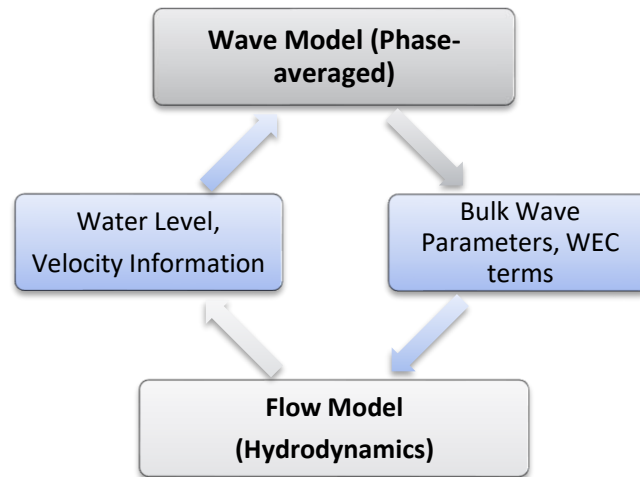 Wave Model (Phase-
averaged)
Water Level,
Velocity Information
Bulk Wave
Parameters, WEC
terms
Flow Model
(Hydrodynamics)